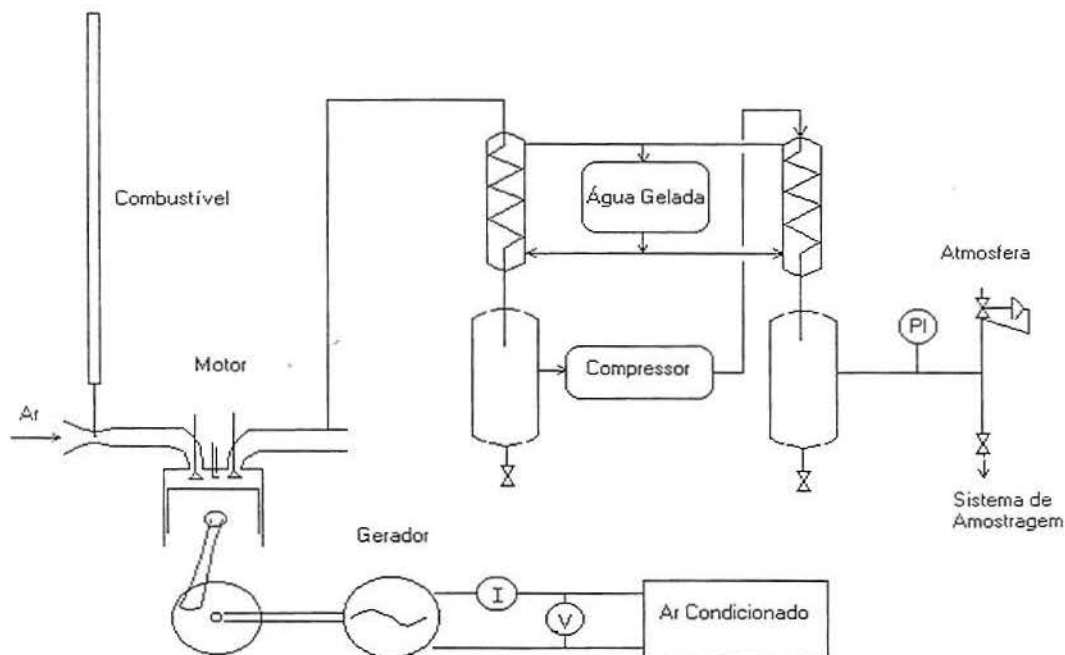 Combustível
Água Gelada
Atmosfera
PI
Motor
Compressor
Ar
Sistema de
Amostragem
Gerador
I
V
Ar Condicionado